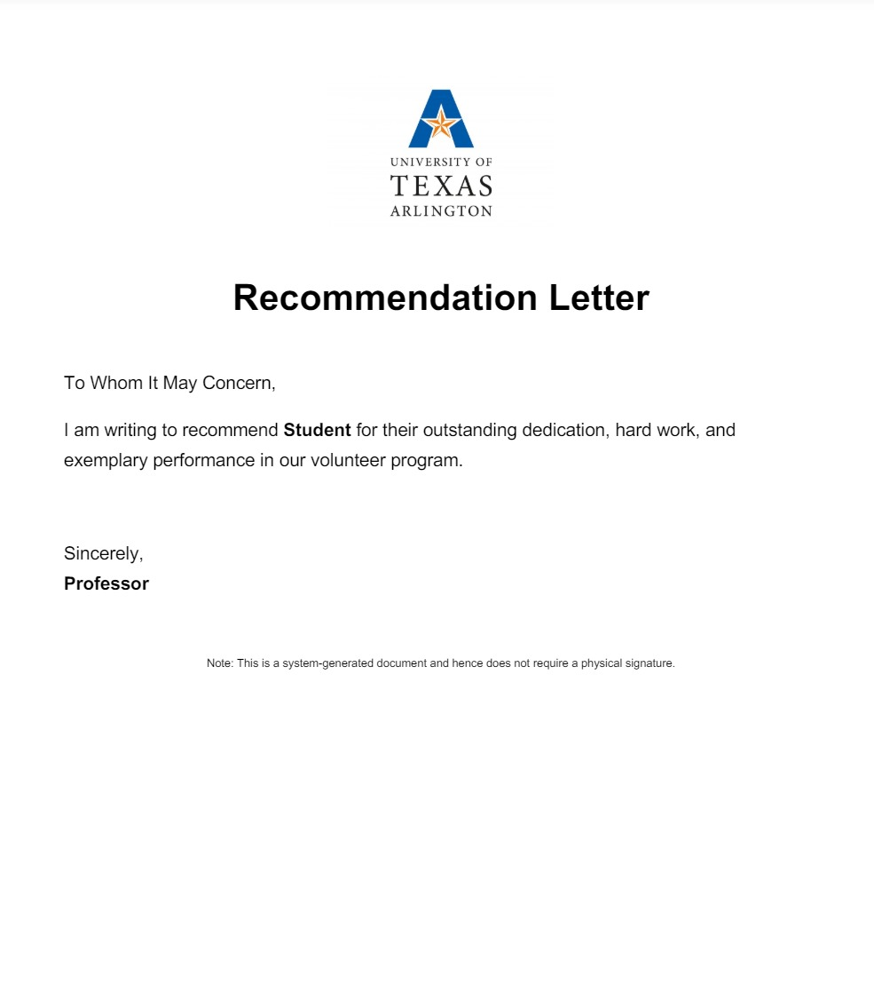 UNIVERSITY OF
TEXAS
ARLINGTON
Recommendation Letter
To Whom It May Concern,
I am writing to recommend Student for their outstanding dedication, hard work, and
exemplary performance in our volunteer program.
Sincerely,
Professor
Note: This is a system-generated document and hence does not require a physical signature.